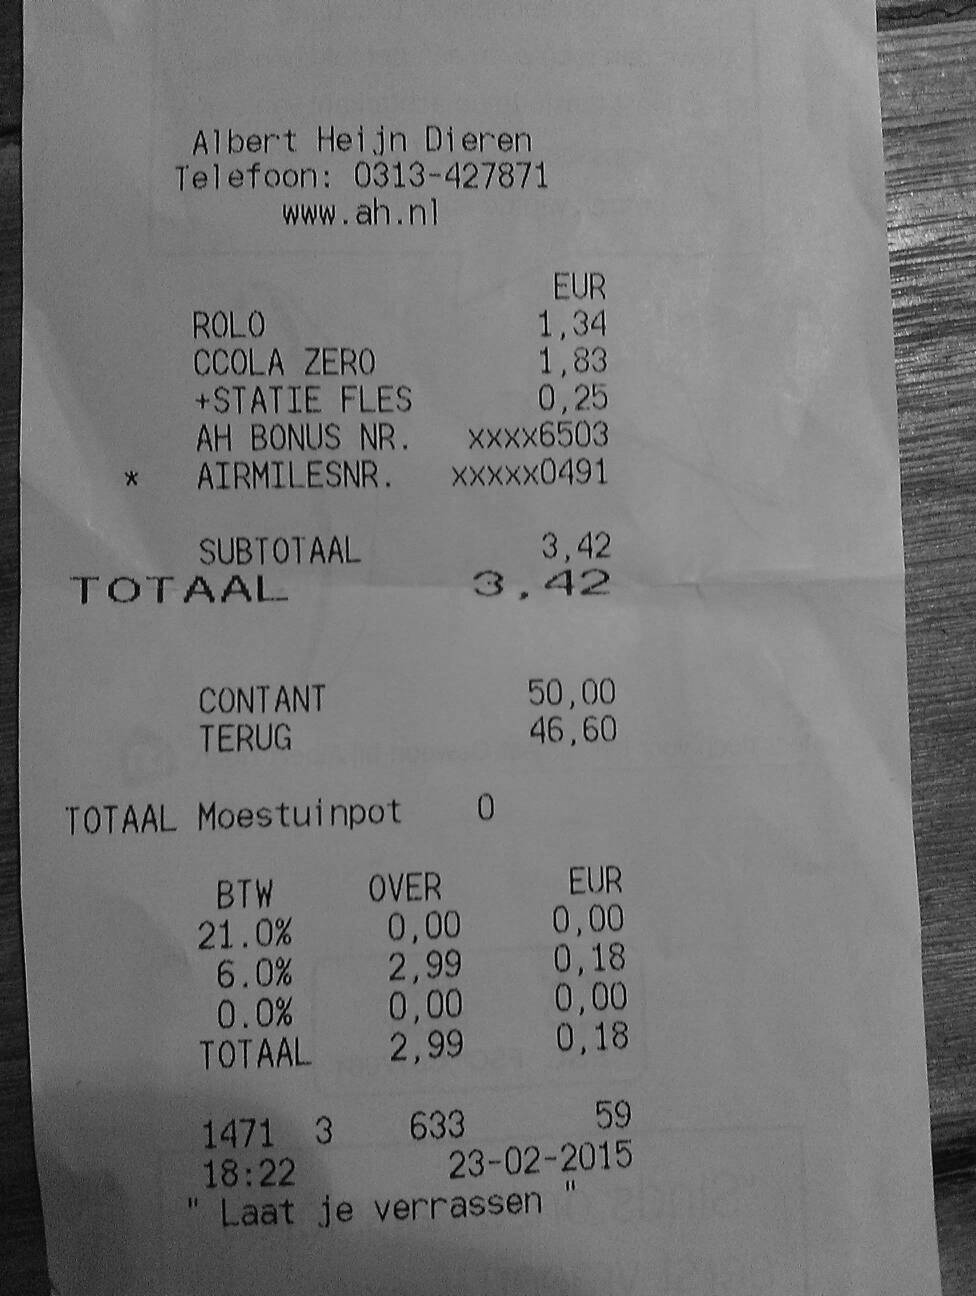 Albert Heijn Dieren
Telefoon: 0313-427871
www.ah.nl
EUR
ROLO 1,34
CCOLA ZERO 1,83
+STATIE FLES 0,25
AH BONUS NR. xxxx6503
* AIRMILESNR. xxxxx0491
SUBTOTAAL 3,42
TOTAAL 3.42
CONTANT 50,00
TERUG 46,60
TOTAAL Moestuinpot 0
BTW OVER EUR
21.0% 0,00 0,00
6.0% 2,99 0,18
0.0% 0,00 0,00
TOTAAL 2,99 0,18
1471 3 633 59
18:22 23-02-2015
" Laat je verrassen "